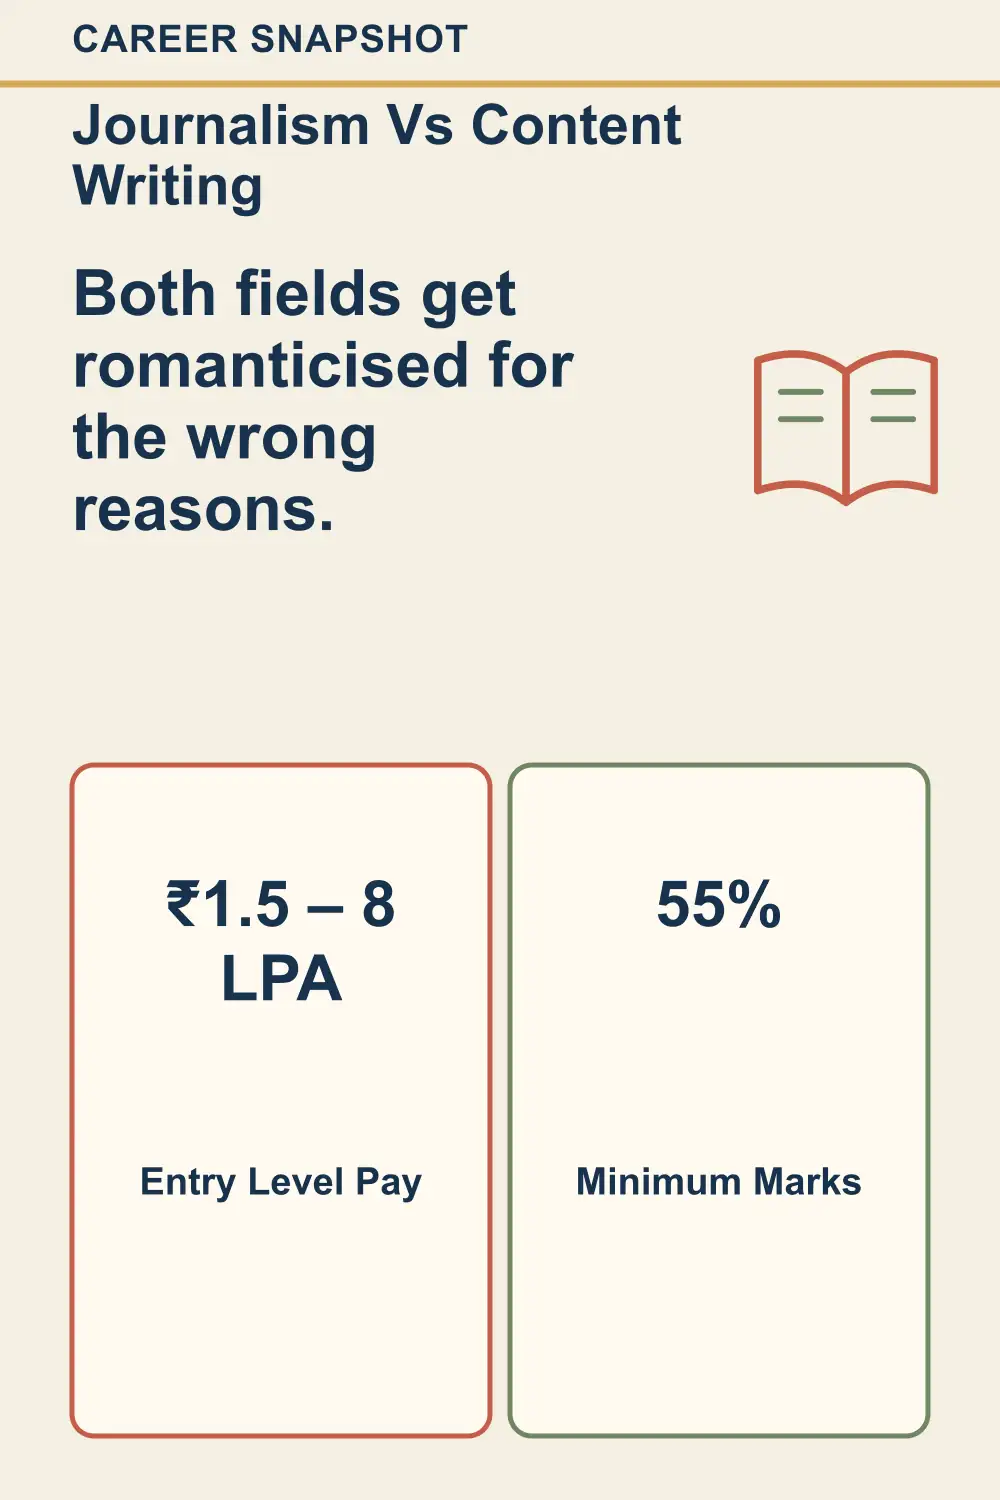 CAREER SNAPSHOT
Journalism Vs Content
Writing
Both fields get
romanticised for
the wrong
reasons.
₹1.5 – 8
LPA
Entry Level Pay
55%
Minimum Marks